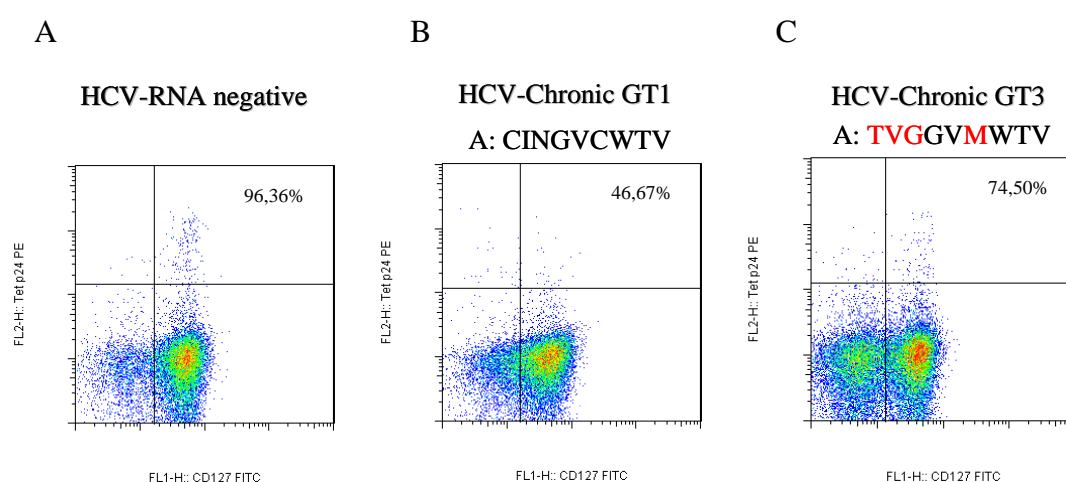 A
B
C
HCV-RNA negative
HCV-Chronic GT1
A: CINGVCWTV
HCV-Chronic GT3
A: TVGGVMWTV
96,36%
46,67%
74,50%
FL2-H:: Tet p24 PE
FL2-H:: Tet p24 PE
FL2-H:: Tet p24 PE
FL1-H:: CD127 FITC
FL1-H:: CD127 FITC
FL1-H:: CD127 FITC